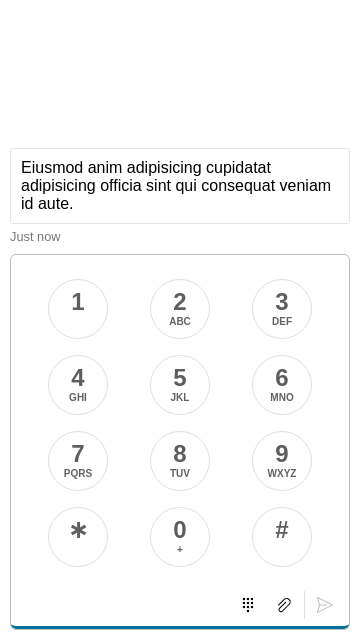 Eiusmod anim adipisicing cupidatat
adipisicing officia sint qui consequat veniam
id aute.
Just now
1 2 3
ABC DEF
4 5 6
GHI JKL MNO
7 8 9
PQRS TUV WXYZ
* 0 #
+